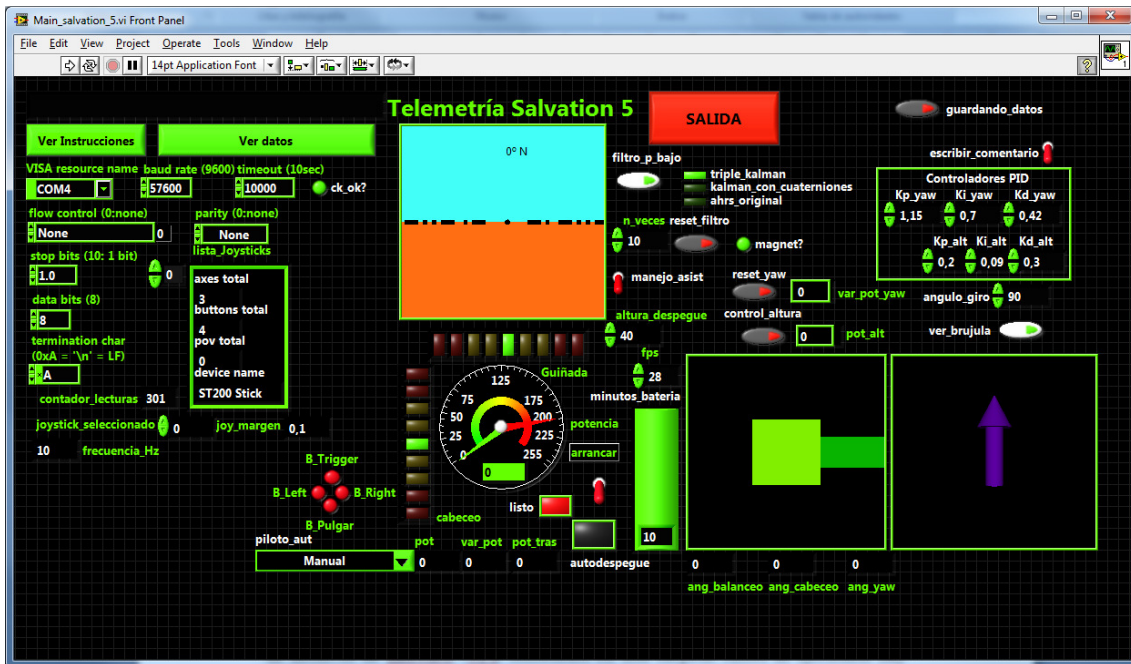 Main_salvation_5.vi Front Panel
File Edit View Project Operate Tools Window Help
14pt Application Font
1
Telemetría Salvation 5
SALIDA
guardando_datos
Ver Instrucciones
Ver datos
0º N
filtro_p_bajo
escribir_comentario
VISA resource name baud rate (9600) timeout (10sec)
COM4
57600
10000
ck_ok?
triple_kalman
kalman_con_cuaterniones
ahrs_original
Controladores PID
Kp_yaw Ki_yaw Kd_yaw
1,15 0,7 0,42
Kp_alt Ki_alt Kd_alt
0,2 0,09 0,3
flow control (0:none)
None
0
parity (0:none)
None
n_veces reset_filtro
10
magnet?
lista_Joysticks
stop bits (10: 1 bit)
1.0
0
axes total
3
buttons total
4
pov total
0
device name
ST200 Stick
manejo_asist
reset_yaw
0
var_pot_yaw
angulo_giro
90
data bits (8)
8
altura_despegue
40
control_altura
0
pot_alt
ver_brujula
termination char
(0xA = '\n' = LF)
×A
fps
28
Guiñada
minutos_bateria
10
0
25
50
75
125
175
200
225
255
0
potencia
arrancar
contador_lecturas 301
joystick_seleccionado 0
joy_margen 0,1
10 frecuencia_Hz
B_Trigger
B_Left
B_Right
B_Pulgar
listo
cabeceo
piloto_aut
Manual
pot var_pot pot_tras
0 0 0
autodespegue
0 0 0
ang_balanceo ang_cabeceo ang_yaw